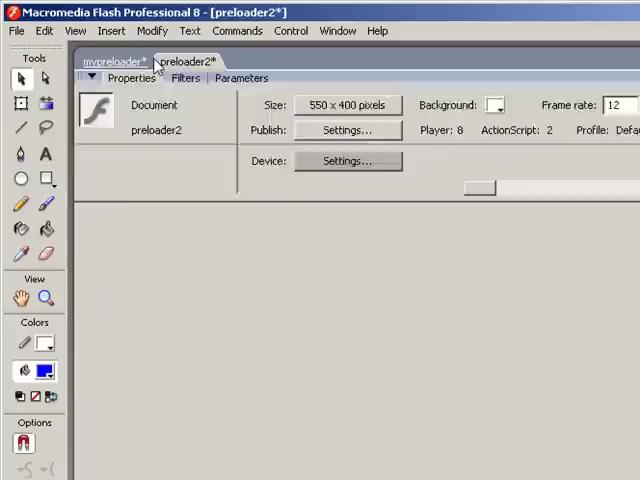 Macromedia Flash Professional 8 - [preloader2*]
File Edit View Insert Modify Text Commands Control Window Help
Tools
mypreloader* preloader2*
Properties Filters Parameters
Document
preloader2
Size: 550 x 400 pixels Background: Frame rate: 12
Publish: Settings... Player: 8 ActionScript: 2 Profile: Defau
Device: Settings...
A
View
Colors
Options